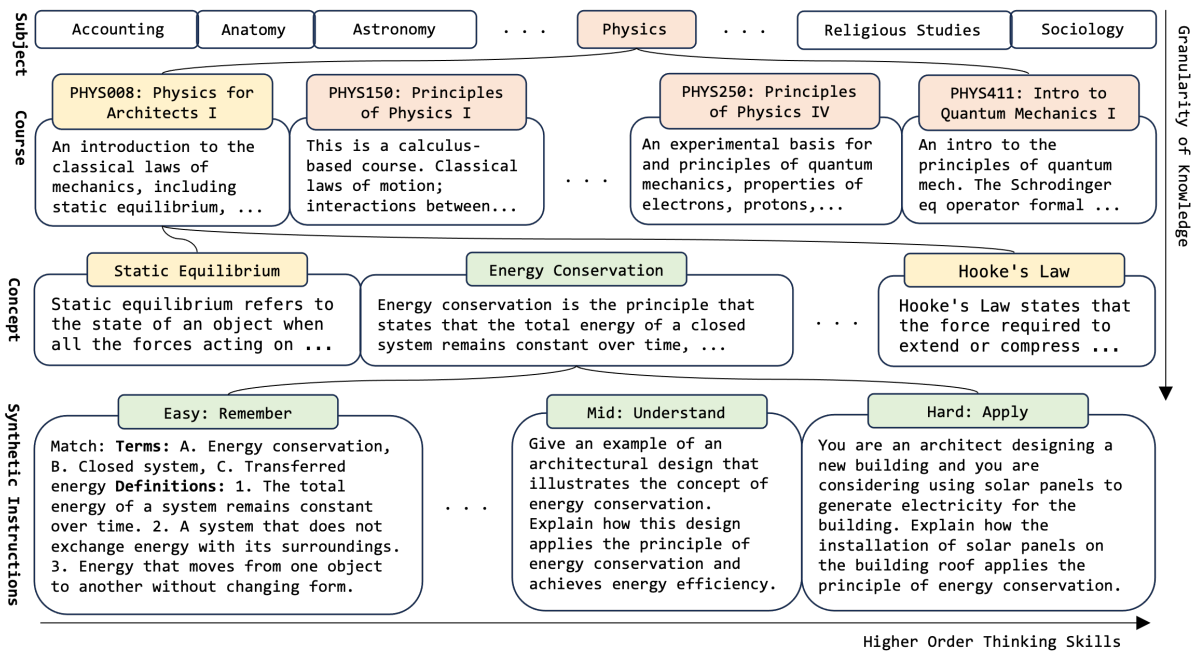 Subject
Accounting
Anatomy
Astronomy
. . .
Physics
. . .
Religious Studies
Sociology
Granularity of Knowledge
Course
PHYS008: Physics for
Architects I
An introduction to the
classical laws of
mechanics, including
static equilibrium, ...
PHYS150: Principles
of Physics I
This is a calculus-
based course. Classical
laws of motion;
interactions between...
. . .
PHYS250: Principles
of Physics IV
An experimental basis for
and principles of quantum
mechanics, properties of
electrons, protons,...
PHYS411: Intro to
Quantum Mechanics I
An intro to the
principles of quantum
mech. The Schrodinger
eq operator formal ...
Concept
Static Equilibrium
Static equilibrium refers to
the state of an object when
all the forces acting on ...
Energy Conservation
Energy conservation is the principle that
states that the total energy of a closed
system remains constant over time, ...
. . .
Hooke's Law
Hooke's Law states that
the force required to
extend or compress ...
Synthetic Instructions
Easy: Remember
Match: Terms: A. Energy conservation,
B. Closed system, C. Transferred
energy Definitions: 1. The total
energy of a system remains constant
over time. 2. A system that does not
exchange energy with its surroundings.
3. Energy that moves from one object
to another without changing form.
. . .
Mid: Understand
Give an example of an
architectural design that
illustrates the concept of
energy conservation.
Explain how this design
applies the principle of
energy conservation and
achieves energy efficiency.
Hard: Apply
You are an architect designing a
new building and you are
considering using solar panels to
generate electricity for the
building. Explain how the
installation of solar panels on
the building roof applies the
principle of energy conservation.
Higher Order Thinking Skills